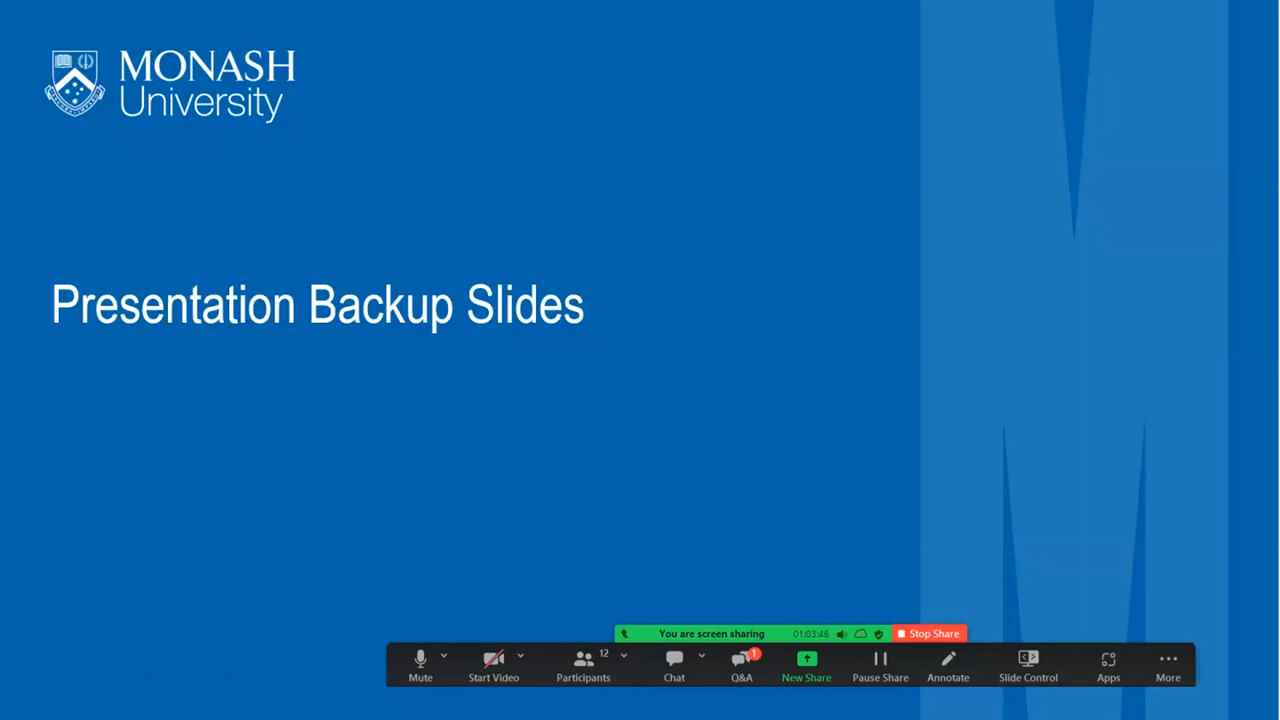 MONASH
University
Presentation Backup Slides
You are screen sharing 01:03:46 Stop Share
12 1
Mute Start Video Participants Chat Q&A New Share Pause Share Annotate Slide Control Apps More